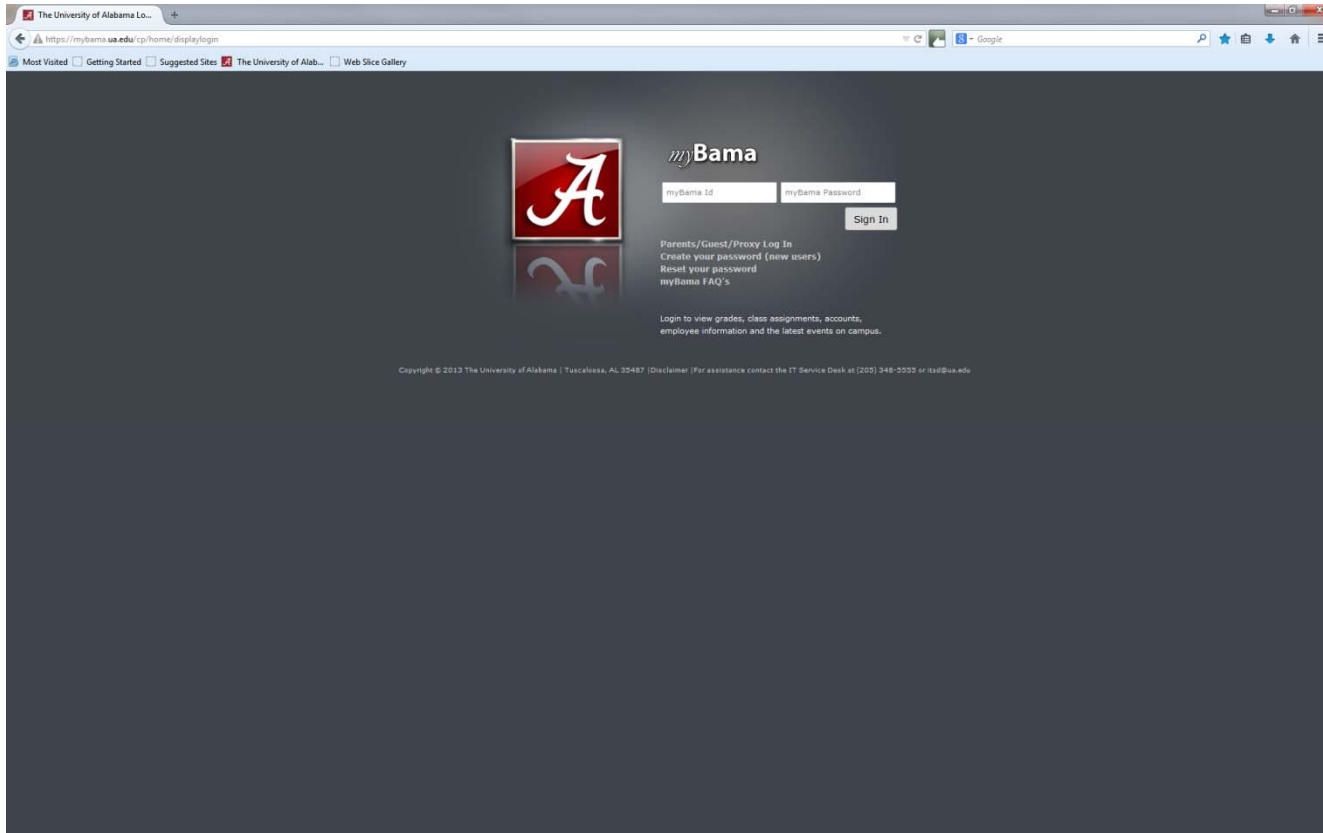 The University of Alabama Lo...
https://mybama.ua.edu/cp/home/displaylogin
Google
Most Visited Getting Started Suggested Sites The University of Alab... Web Slice Gallery
A
myBama
myBama Id myBama Password
Sign In
Parents/Guest/Proxy Log In
Create your password (new users)
Reset your password
myBama FAQ's
Login to view grades, class assignments, accounts,
employee information and the latest events on campus.
Copyright © 2013 The University of Alabama | Tuscaloosa, AL 35487 |Disclaimer |For assistance contact the IT Service Desk at (205) 348-5555 or itsd@ua.edu